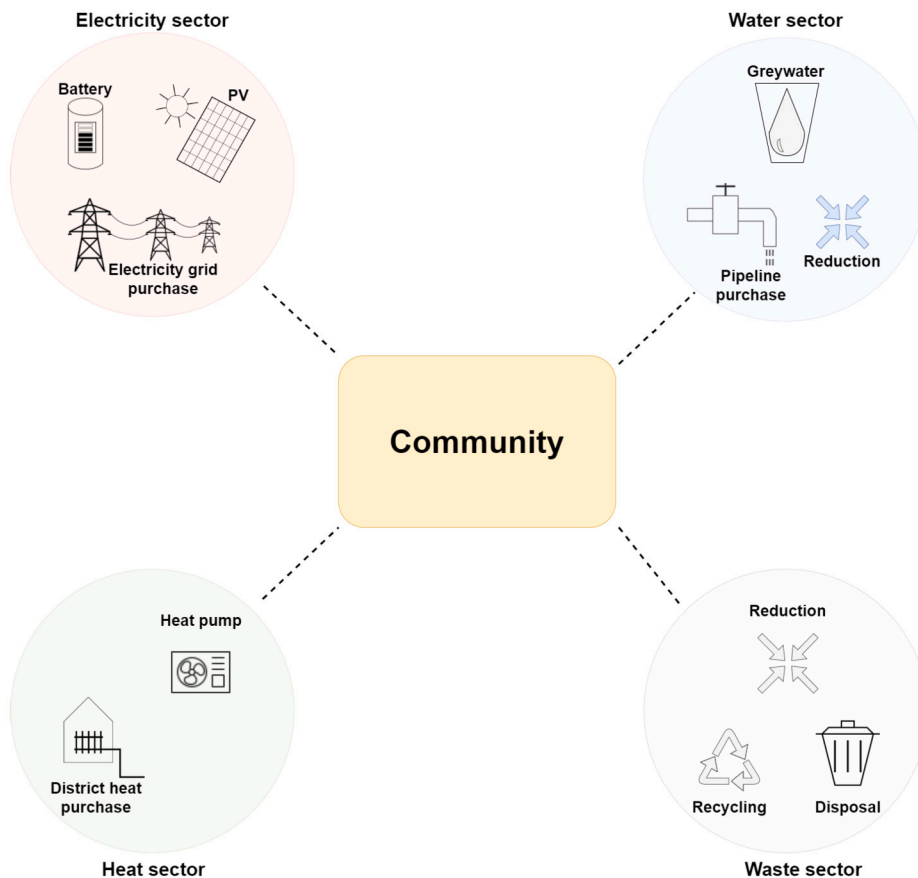 Electricity sector
Battery
PV
Electricity grid
purchase
Water sector
Greywater
Pipeline
purchase
Reduction
Community
Heat pump
District heat
purchase
Heat sector
Reduction
Recycling
Disposal
Waste sector